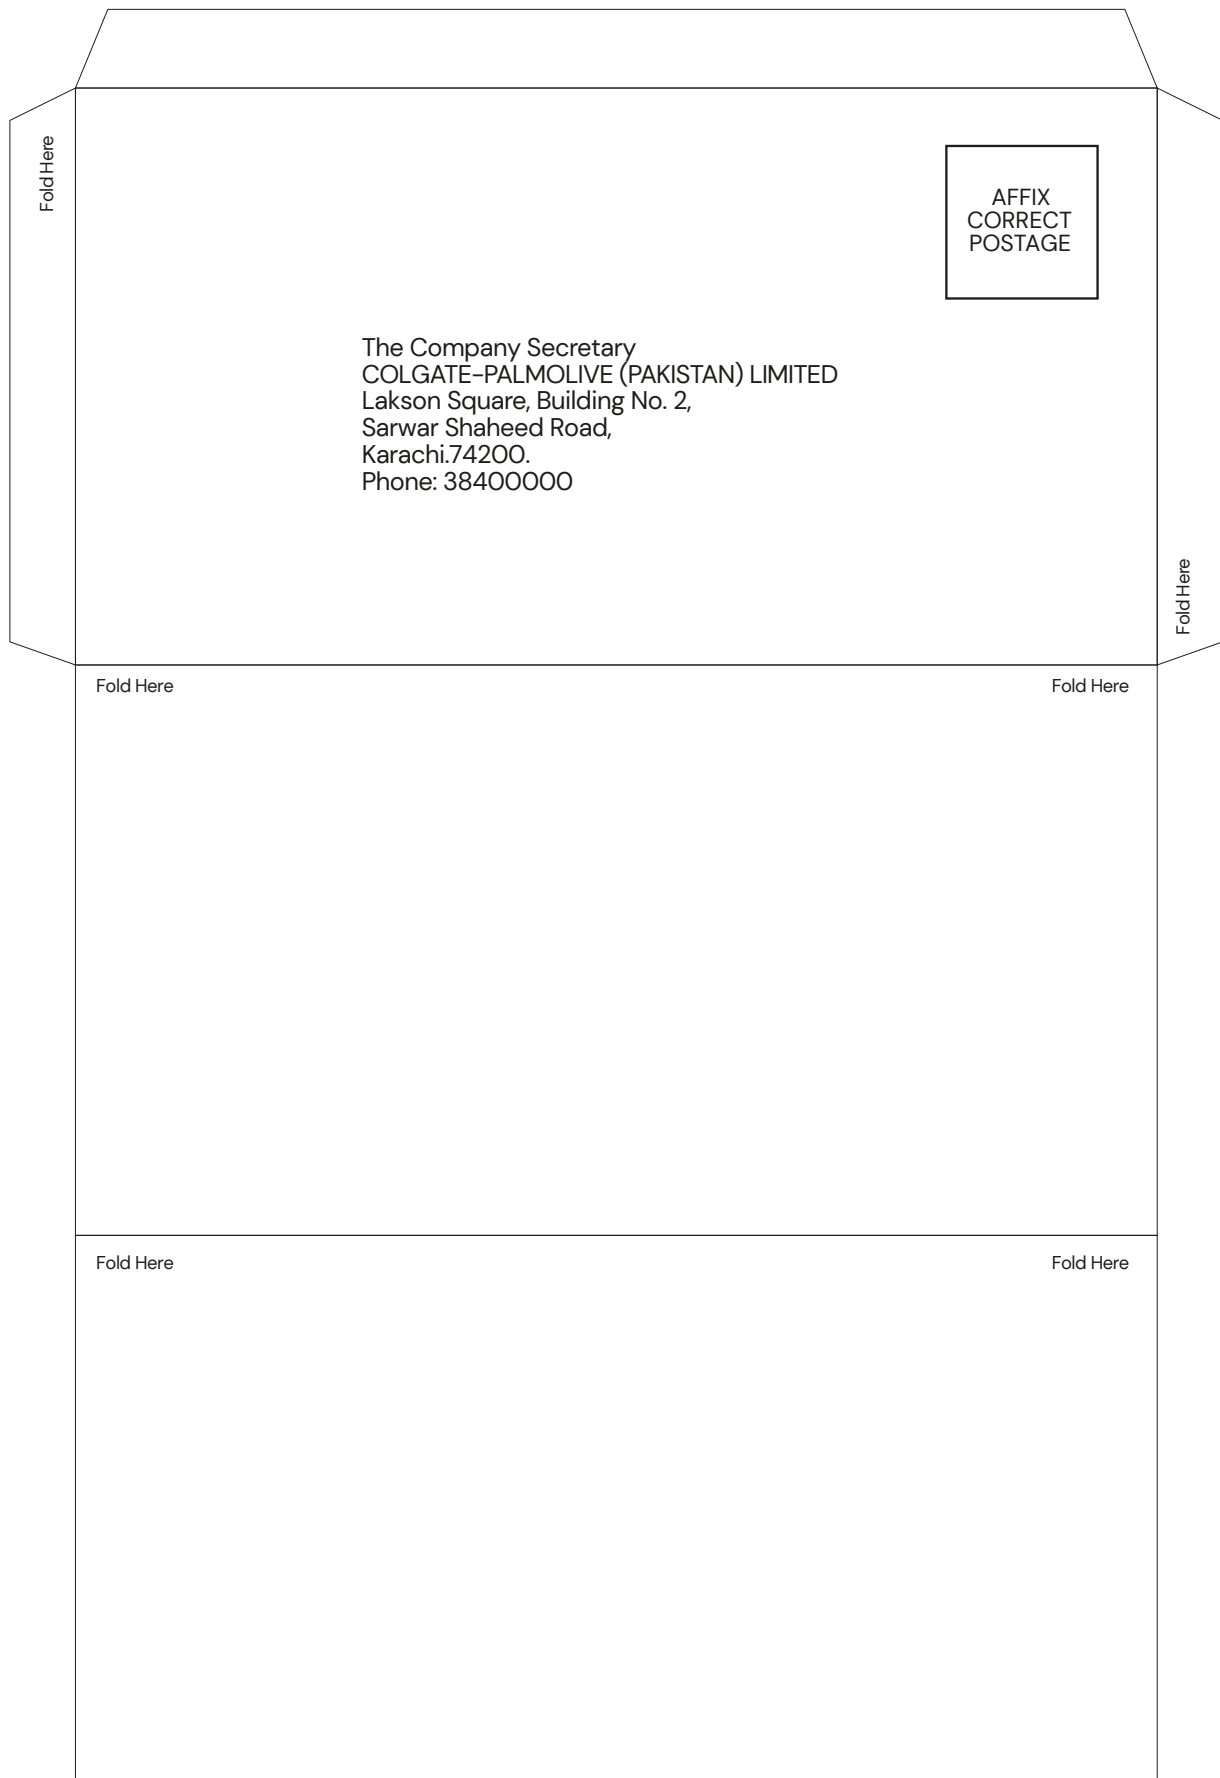 Fold Here
AFFIX
CORRECT
POSTAGE
The Company Secretary
COLGATE-PALMOLIVE (PAKISTAN) LIMITED
Lakson Square, Building No. 2,
Sarwar Shaheed Road,
Karachi.74200.
Phone: 38400000
Fold Here
Fold Here
Fold Here
Fold Here
Fold Here